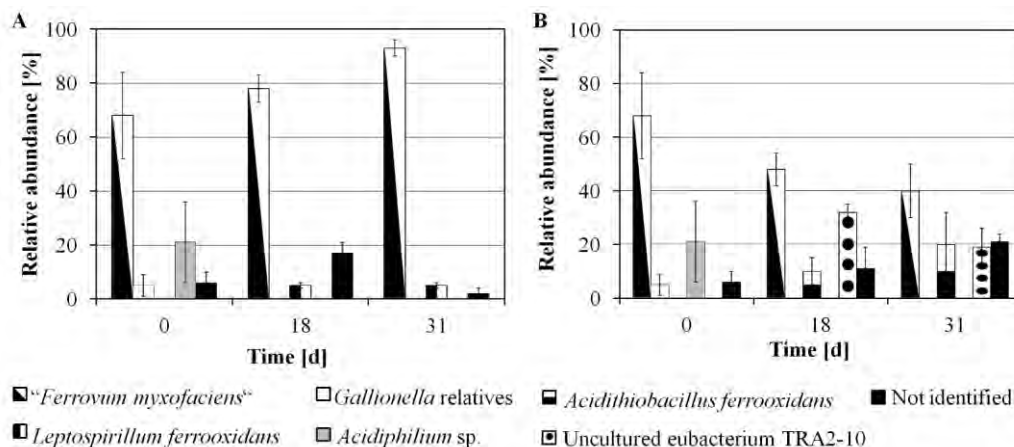 A
B
100
80
60
40
20
0
Relative abundance [%]
0 18 31
Time [d]
100
80
60
40
20
0
Relative abundance [%]
0 18 31
Time [d]
"Ferrovum myxofaciens" Gallionella relatives Acidithiobacillus ferrooxidans Not identified
Leptospirillum ferrooxidans Acidiphilium sp. Uncultured eubacterium TRA2-10